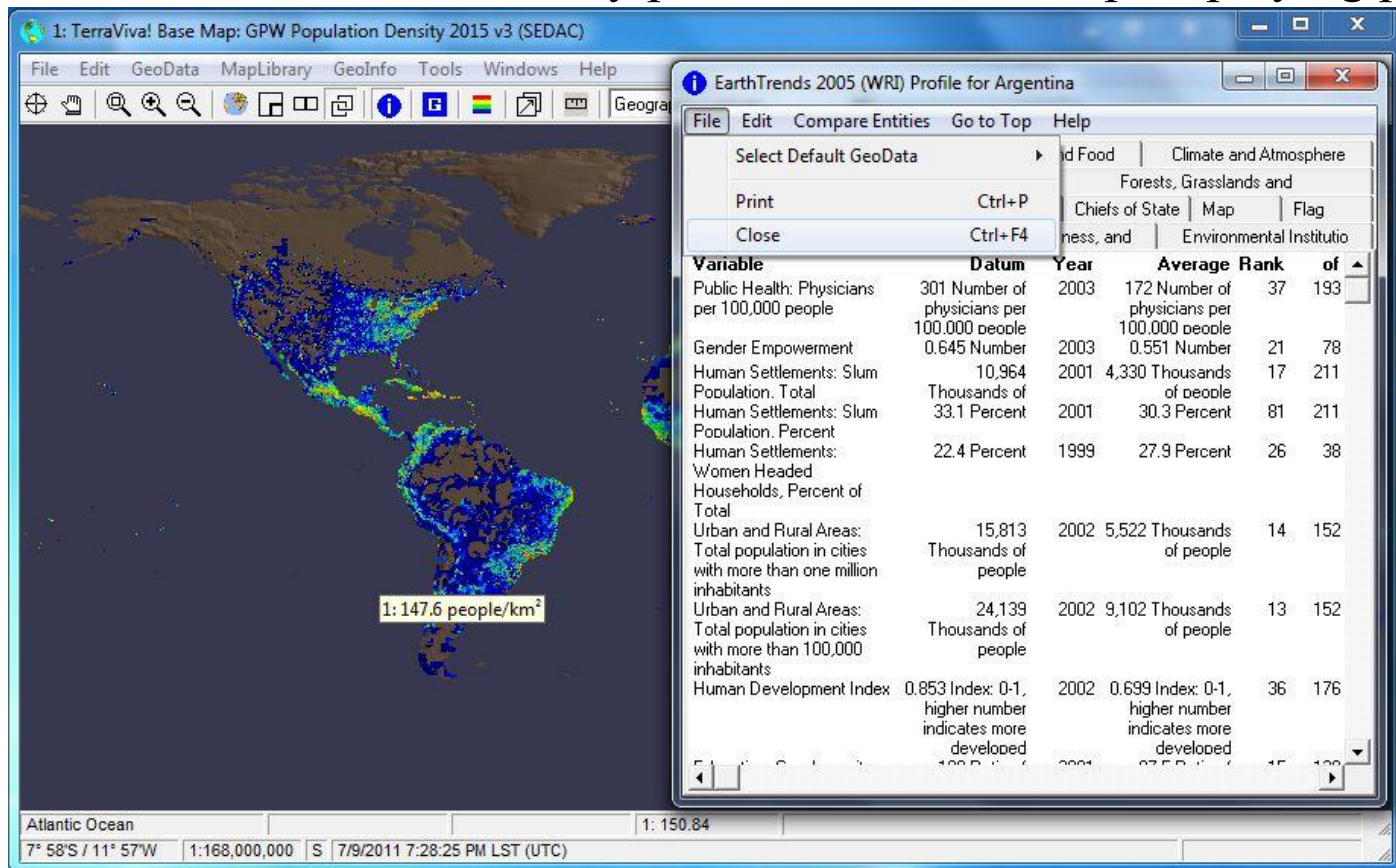 1: TerraViva! Base Map: GPW Population Density 2015 v3 (SEDAC)
File Edit GeoData MapLibrary GeoInfo Tools Windows Help
EarthTrends 2005 (WRI) Profile for Argentina
File Edit Compare Entities Go to Top Help
Select Default GeoData
Print Ctrl+P
Close Ctrl+F4
Food Climate and Atmosphere
Forests, Grasslands and
Chiefs of State Map Flag
and Environmental Institutio
Variable Datum Year Average Rank of
Public Health: Physicians 301 Number of 2003 172 Number of 37 193
per 100,000 people physicians per physicians per
100.000 people 100.000 people
Gender Empowerment 0.645 Number 2003 0.551 Number 21 78
Human Settlements: Slum 10,964 2001 4,330 Thousands 17 211
Population. Total Thousands of of people
Human Settlements: Slum 33.1 Percent 2001 30.3 Percent 81 211
Population. Percent
Human Settlements: 22.4 Percent 1999 27.9 Percent 26 38
Women Headed
Households, Percent of
Total
Urban and Rural Areas: 15,813 2002 5,522 Thousands 14 152
Total population in cities Thousands of of people
with more than one million people
inhabitants
Urban and Rural Areas: 24,139 2002 9,102 Thousands 13 152
Total population in cities Thousands of of people
with more than 100,000 people
inhabitants
Human Development Index 0.853 Index: 0-1, 2002 0.699 Index: 0-1, 36 176
higher number higher number
indicates more indicates more
developed developed
1: 147.6 people/km²
Atlantic Ocean 1: 150.84
7° 58'S / 11° 57'W 1:168,000,000 S 7/9/2011 7:28:25 PM LST (UTC)